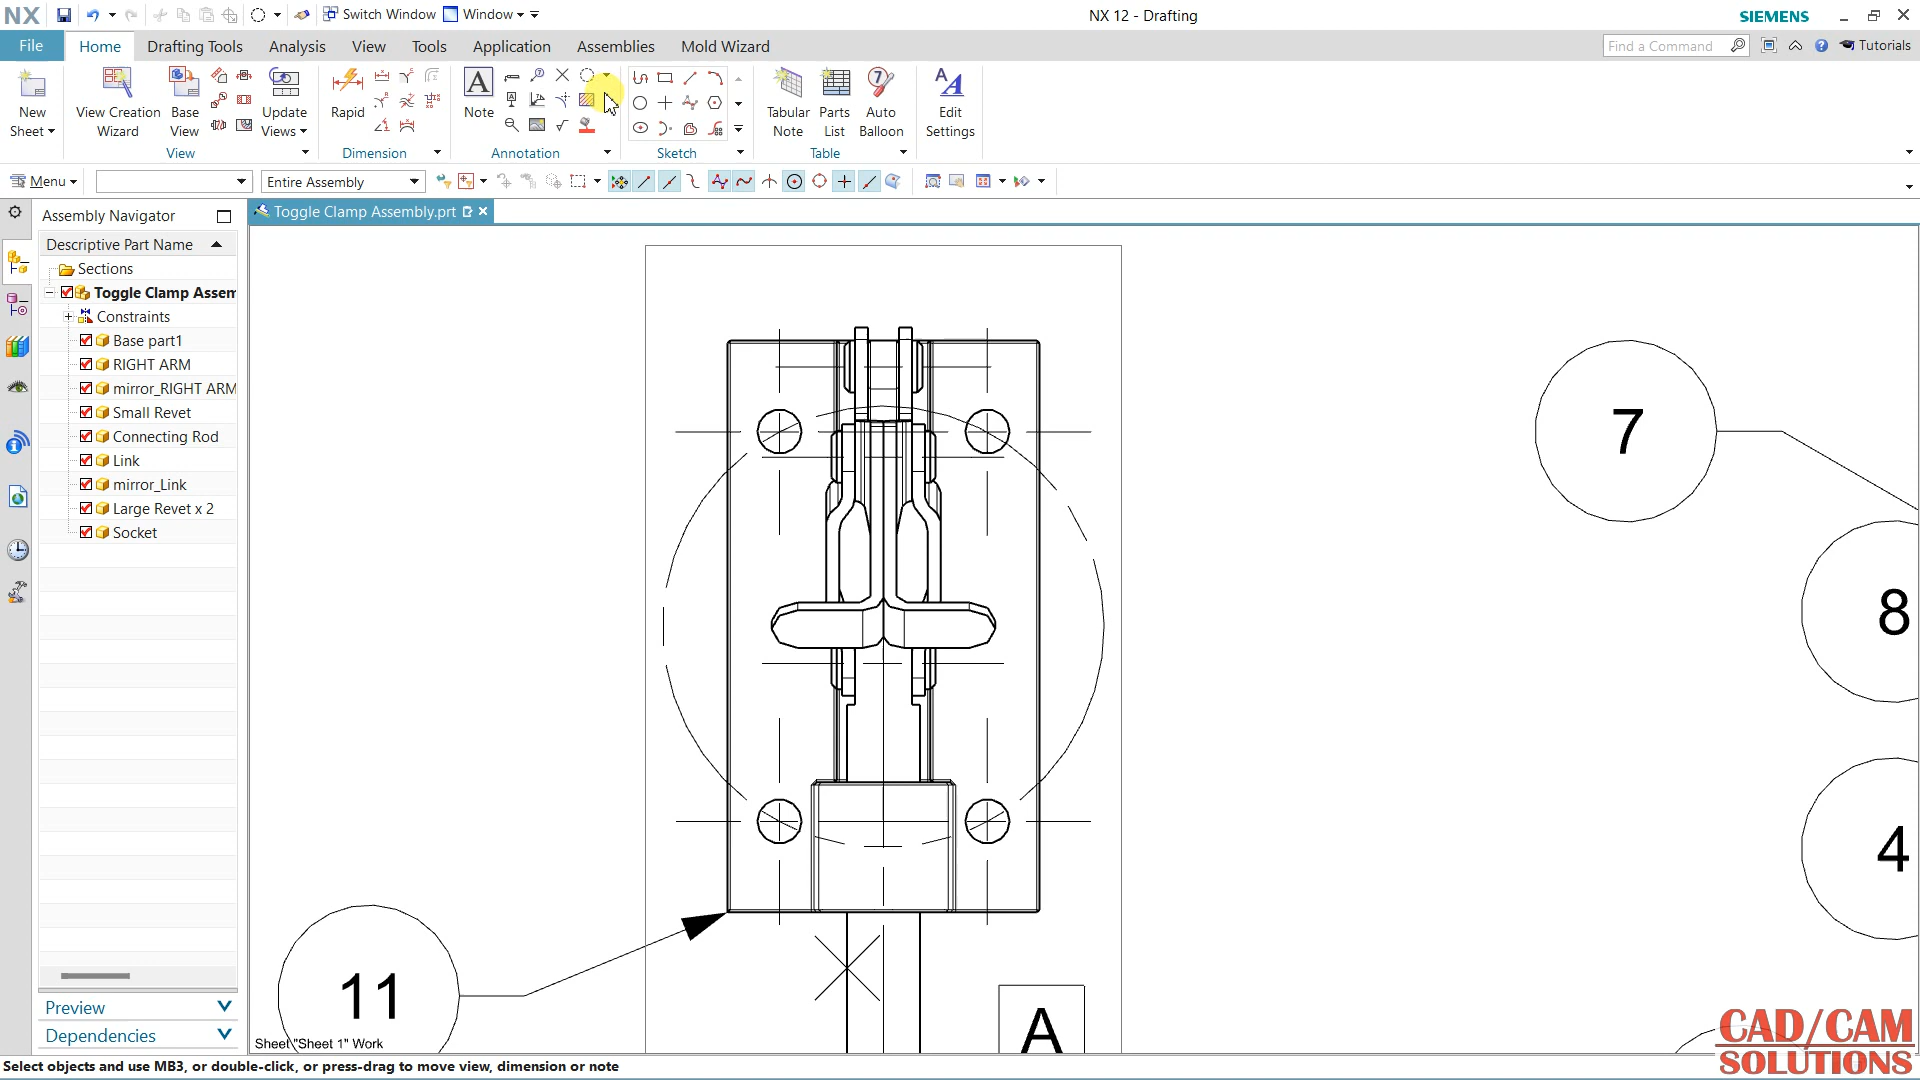 NX
Switch Window
Window
NX 12 - Drafting
SIEMENS
File
Home
Drafting Tools
Analysis
View
Tools
Application
Assemblies
Mold Wizard
Find a Command
Tutorials
New
Sheet
View Creation
Wizard
Base
View
Update
Views
Rapid
A
Note
Tabular
Note
Parts
List
Auto
Balloon
Edit
Settings
View
Dimension
Annotation
Sketch
Table
Menu
Entire Assembly
Assembly Navigator
Toggle Clamp Assembly.prt
Descriptive Part Name
Sections
Toggle Clamp Assem
Constraints
Base part1
RIGHT ARM
mirror_RIGHT ARM
Small Revet
Connecting Rod
Link
mirror_Link
Large Revet x 2
Socket
7
8
4
11
A
Preview
Dependencies
Sheet "Sheet 1" Work
CAD/CAM
SOLUTIONS
Select objects and use MB3, or double-click, or press-drag to move view, dimension or note